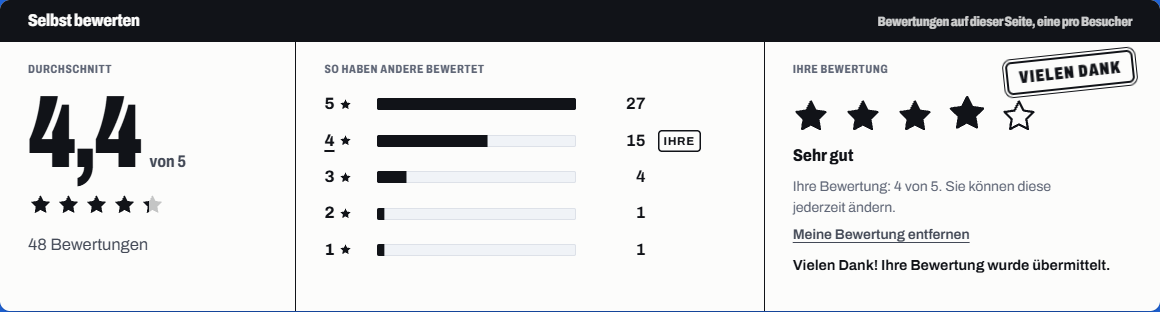 Selbst bewerten
Bewertungen auf dieser Seite, eine pro Besucher
DURCHSCHNITT
4,4 von 5
48 Bewertungen
SO HABEN ANDERE BEWERTET
5 ★ 27
4 ★ 15 IHRE
3 ★ 4
2 ★ 1
1 ★ 1
IHRE BEWERTUNG
VIELEN DANK
Sehr gut
Ihre Bewertung: 4 von 5. Sie können diese
jederzeit ändern.
Meine Bewertung entfernen
Vielen Dank! Ihre Bewertung wurde übermittelt.